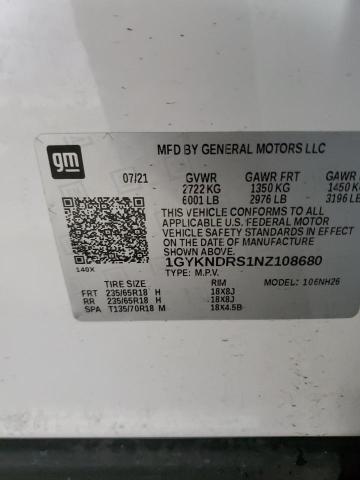 gm
MFD BY GENERAL MOTORS LLC
07/21 GVWR GAWR FRT GAWR R
2722 KG 1350 KG 1450 K
6001 LB 2976 LB 3196 LB
THIS VEHICLE CONFORMS TO ALL
APPLICABLE U.S. FEDERAL MOTOR
VEHICLE SAFETY STANDARDS IN EFFECT
ON THE DATE OF MANUFACTURE
SHOWN ABOVE.
1GYKNDRS1NZ108680
140X TYPE: M.P.V.
TIRE SIZE RIM MODEL: 106NH26
FRT 235/65R18 H 18X8J
RR 235/65R18 H 18X8J
SPA T135/70R18 M 18X4.5B